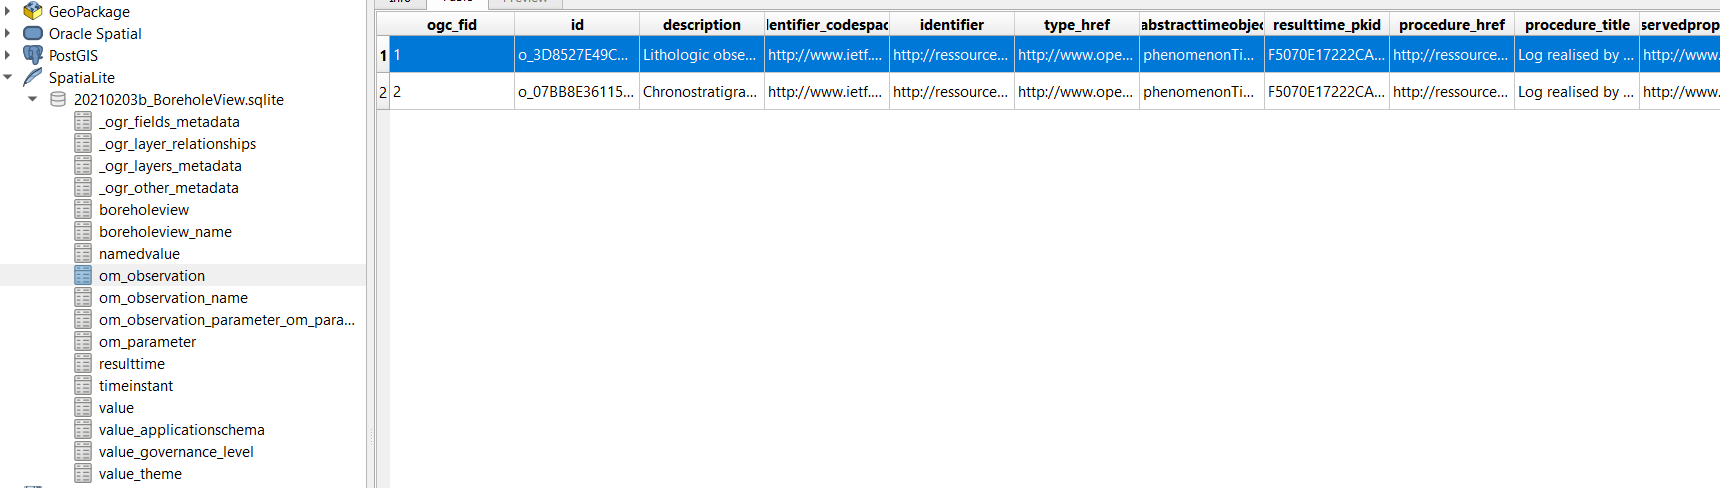 Info Table Preview
GeoPackage
Oracle Spatial
PostGIS
SpatiaLite
20210203b_BoreholeView.sqlite
_ogr_fields_metadata
_ogr_layer_relationships
_ogr_layers_metadata
_ogr_other_metadata
boreholeview
boreholeview_name
namedvalue
om_observation
om_observation_name
om_observation_parameter_om_para...
om_parameter
resulttime
timeinstant
value
value_applicationschema
value_governance_level
value_theme
ogc_fid id description dentifier_codespac identifier type_href abstracttimeobjec resulttime_pkid procedure_href procedure_title servedprop
1 1 o_3D8527E49C... Lithologic obse... http://www.ietf.... http://ressource... http://www.ope... phenomenonTi... F5070E17222CA... http://ressource... Log realised by ... http://www.
2 2 o_07BB8E36115... Chronostratigra... http://www.ietf.... http://ressource... http://www.ope... phenomenonTi... F5070E17222CA... http://ressource... Log realised by ... http://www.